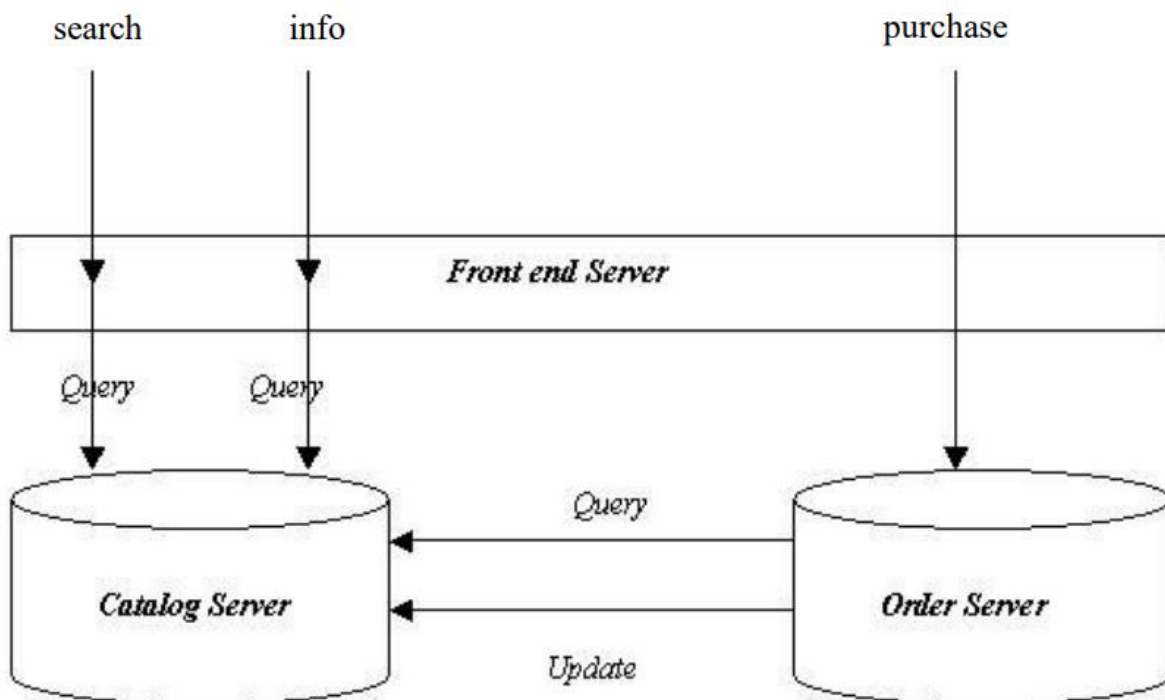 search info purchase
Front end Server
Query Query
Query
Catalog Server Order Server
Update